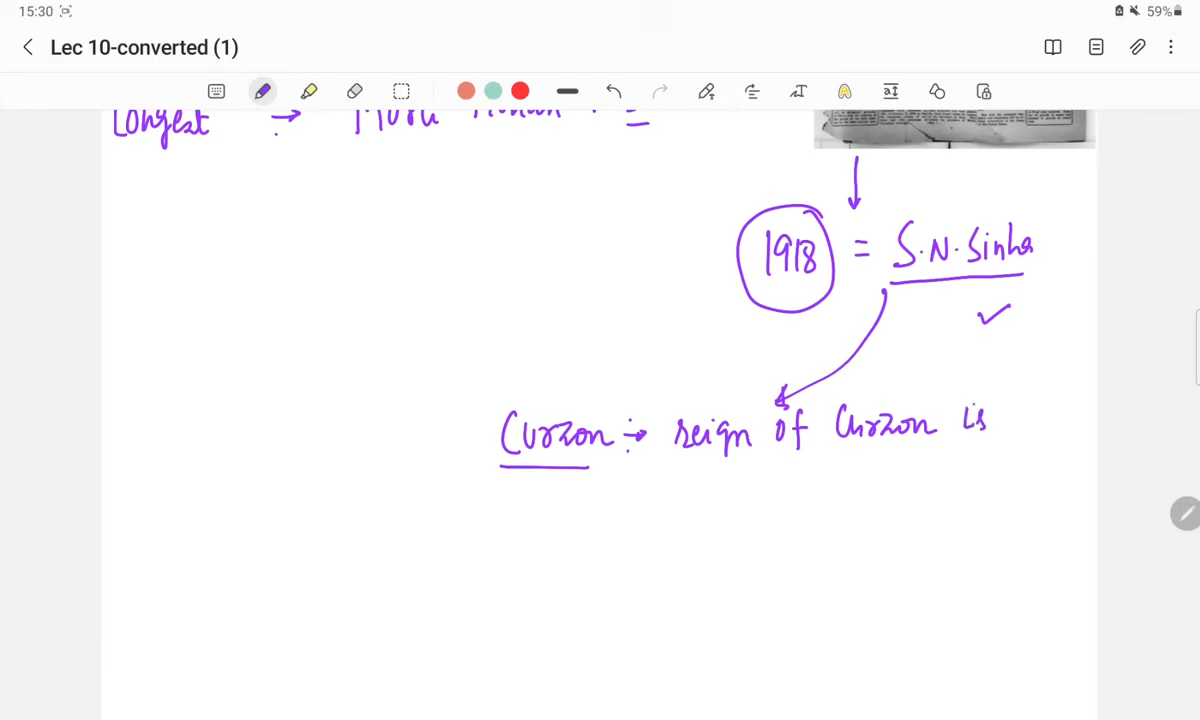 15:30 59%
Lec 10-converted (1)
Longest →
1918 = S.N.Sinha
Curzon → reign of Curzon is